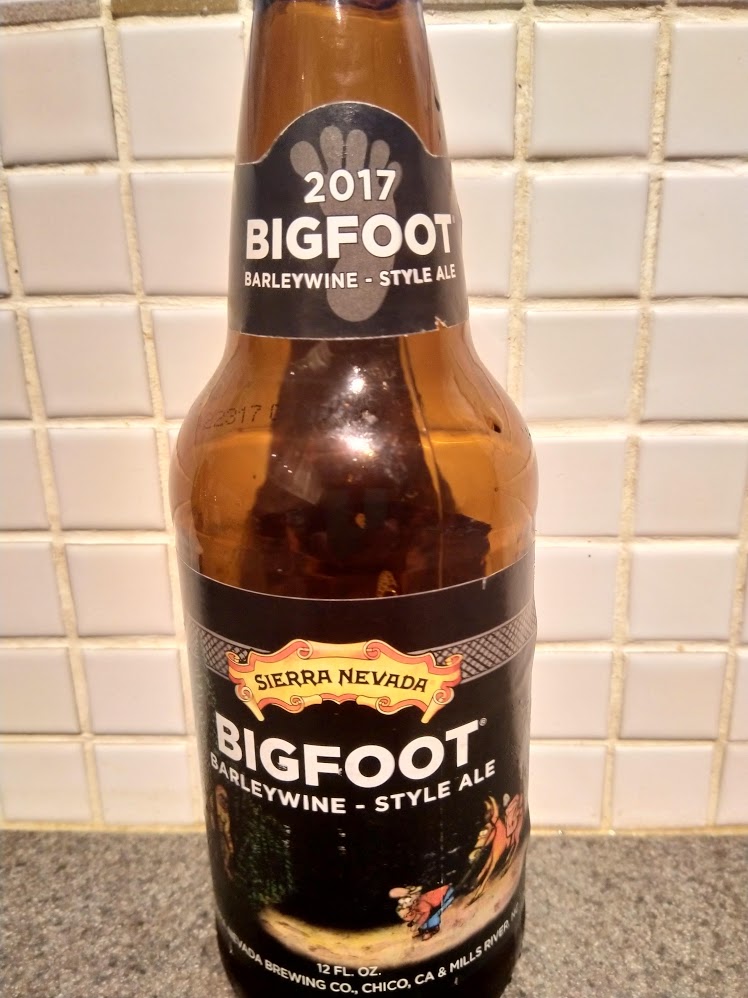 2017
BIGFOOT
BARLEYWINE - STYLE ALE
22317
SIERRA NEVADA
BIGFOOT®
BARLEYWINE - STYLE ALE
12 FL. OZ.
NEVADA BREWING CO., CHICO, CA & MILLS RIVER,